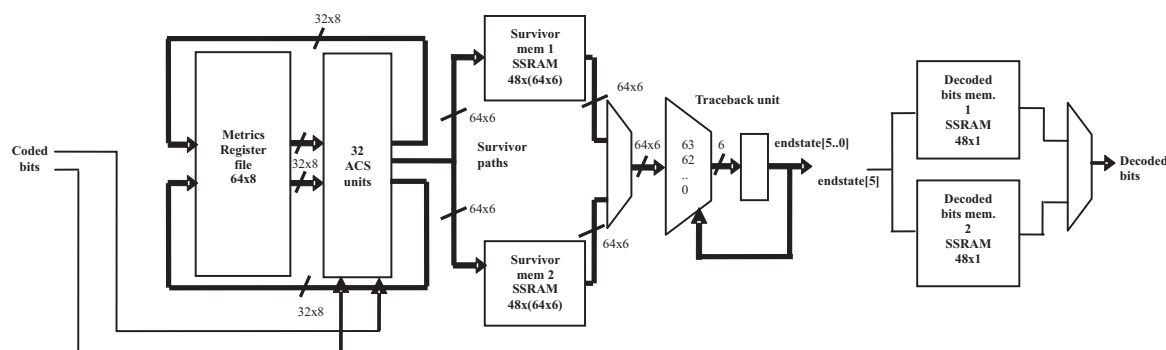 32x8
Coded
bits
Metrics
Register
file
64x8
32x8
32
ACS
units
32x8
64x6
64x6
Survivor
paths
Survivor
mem 1
SSRAM
48x(64x6)
Survivor
mem 2
SSRAM
48x(64x6)
64x6
64x6
64x6
Traceback unit
63
62
..
0
6
endstate[5..0]
endstate[5]
Decoded
bits mem.
1
SSRAM
48x1
Decoded
bits mem.
2
SSRAM
48x1
Decoded
bits